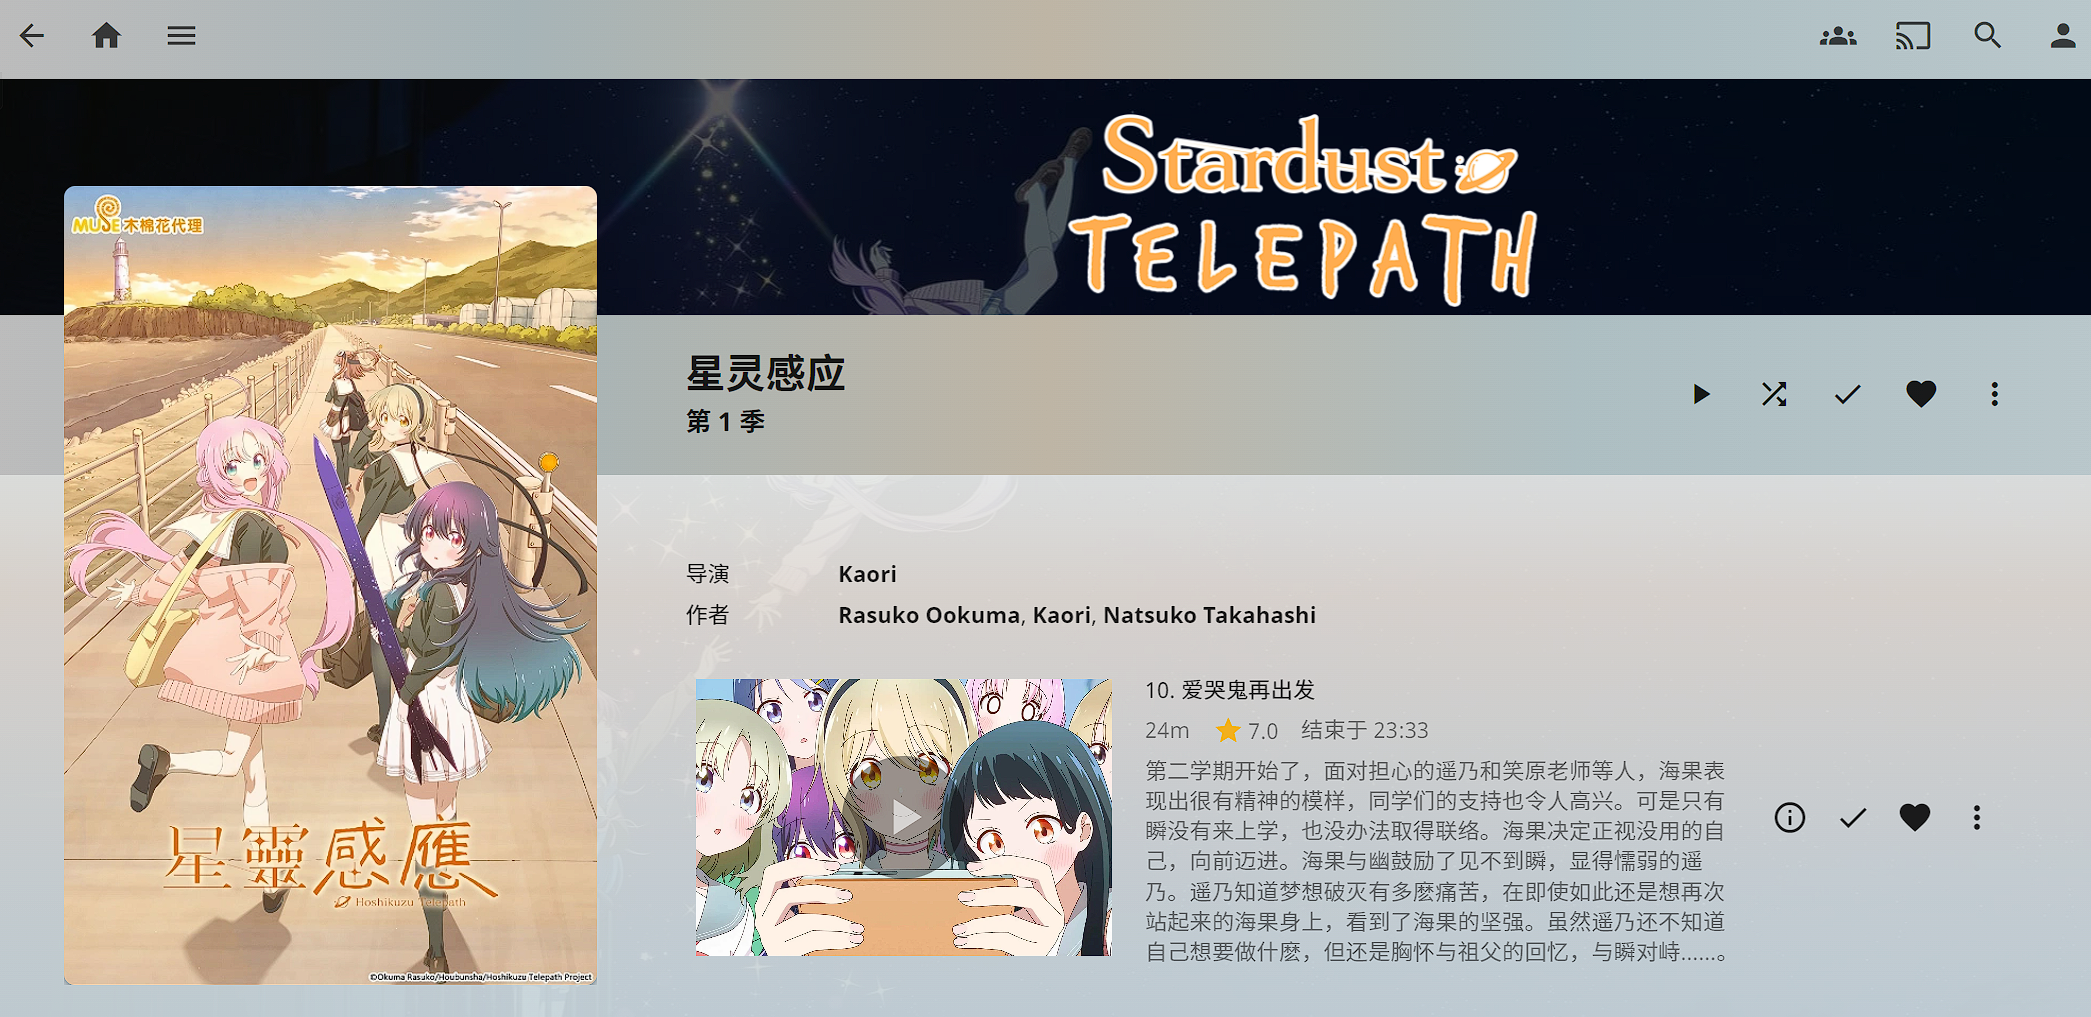 Stardust
TELEPATH
MUSE木棉花代理
星靈感應
Hoshikuzu Telepath
©Okuma Rasuko/Houbunsha/Hoshikuzu Telepath Project
星灵感应
第 1 季
导演 Kaori
作者 Rasuko Ookuma, Kaori, Natsuko Takahashi
10. 爱哭鬼再出发
24m 7.0 结束于 23:33
第二学期开始了，面对担心的遥乃和笑原老师等人，海果表
现出很有精神的模样，同学们的支持也令人高兴。可是只有
瞬没有来上学，也没办法取得联络。海果决定正视没用的自
己，向前迈进。海果与幽鼓励了见不到瞬，显得懦弱的遥
乃。遥乃知道梦想破灭有多麽痛苦，在即使如此还是想再次
站起来的海果身上，看到了海果的坚强。虽然遥乃还不知道
自己想要做什麽，但还是胸怀与祖父的回忆，与瞬对峙……。